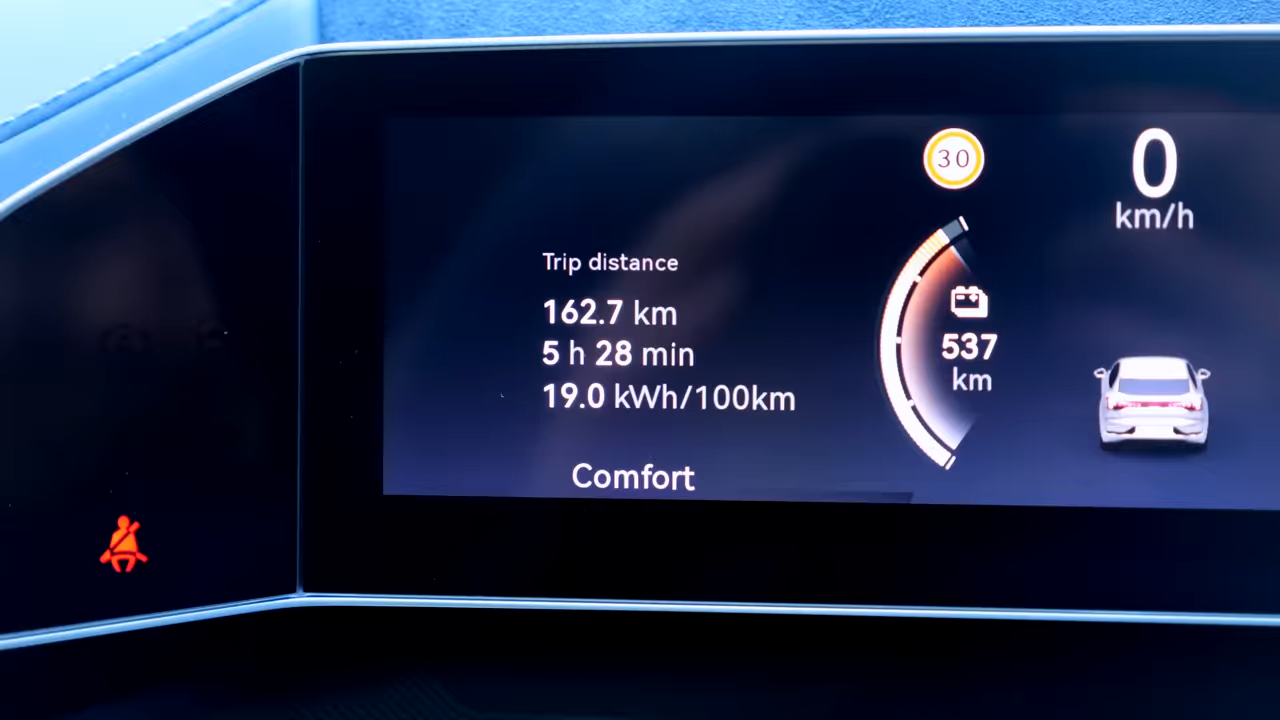 30
0
km/h
Trip distance
162.7 km
5 h 28 min
19.0 kWh/100km
537
km
Comfort